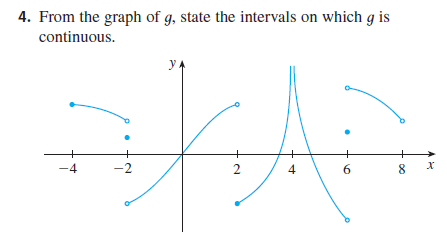 4. From the graph of g, state the intervals on which g is
continuous.
y
−4 −2 2 4 6 8 x